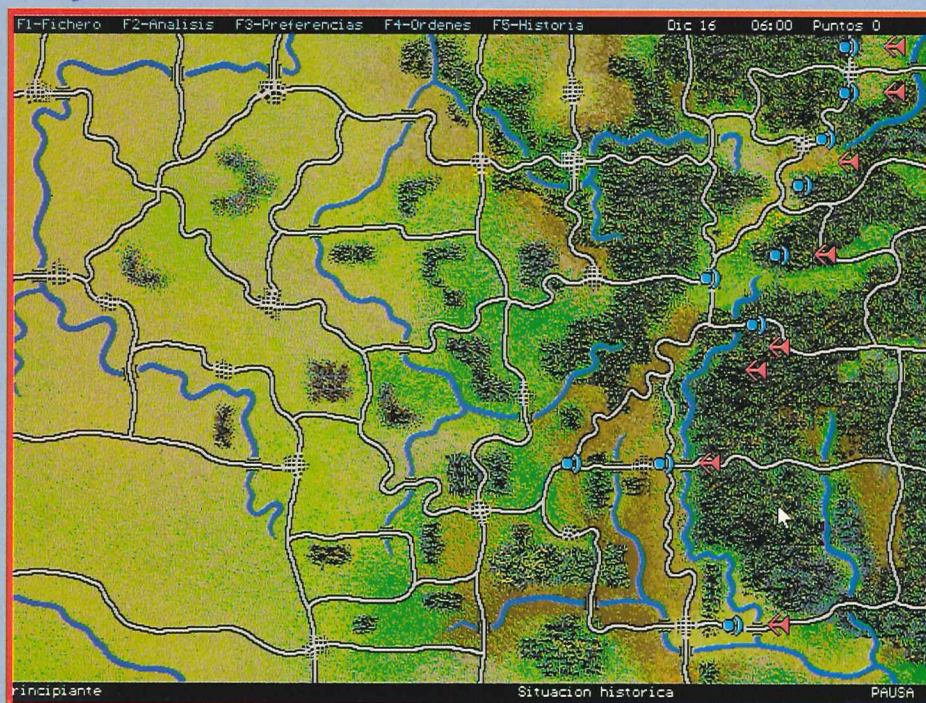 F1-Fichero F2-Analisis F3-Preferencias F4-Ordenes F5-Historia Dic 16 06:00 Puntos 0
rincipiante Situacion historica PAUSA